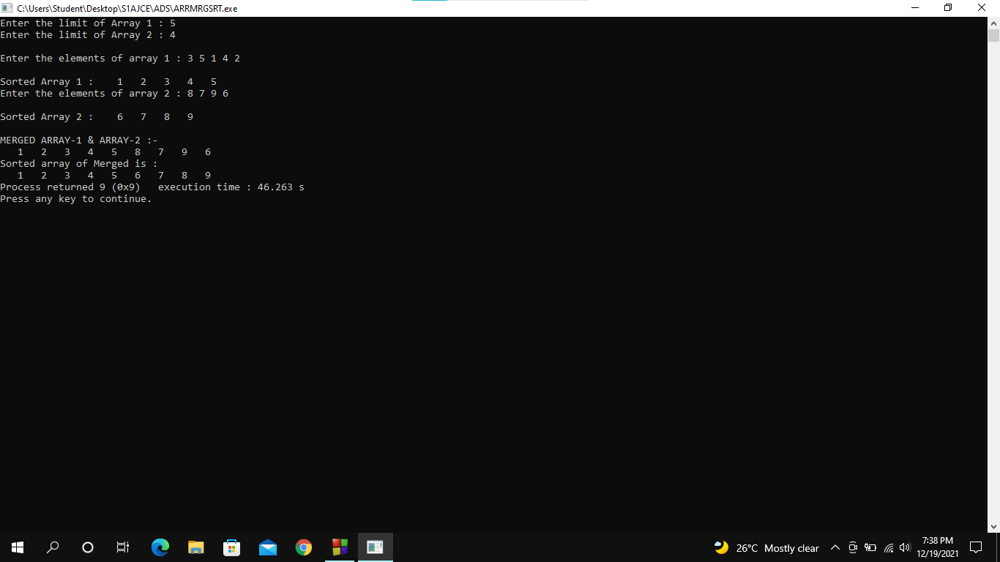 C:\Users\Student\Desktop\S1AJCE\ADS\ARRMRGSRT.exe
Enter the limit of Array 1 : 5
Enter the limit of Array 2 : 4
Enter the elements of array 1 : 3 5 1 4 2
Sorted Array 1 :    1   2   3   4   5
Enter the elements of array 2 : 8 7 9 6
Sorted Array 2 :    6   7   8   9
MERGED ARRAY-1 & ARRAY-2 :-
   1   2   3   4   5   8   7   9   6
Sorted array of Merged is :
   1   2   3   4   5   6   7   8   9
Process returned 9 (0x9)   execution time : 46.263 s
Press any key to continue.
26°C Mostly clear
7:38 PM
12/19/2021